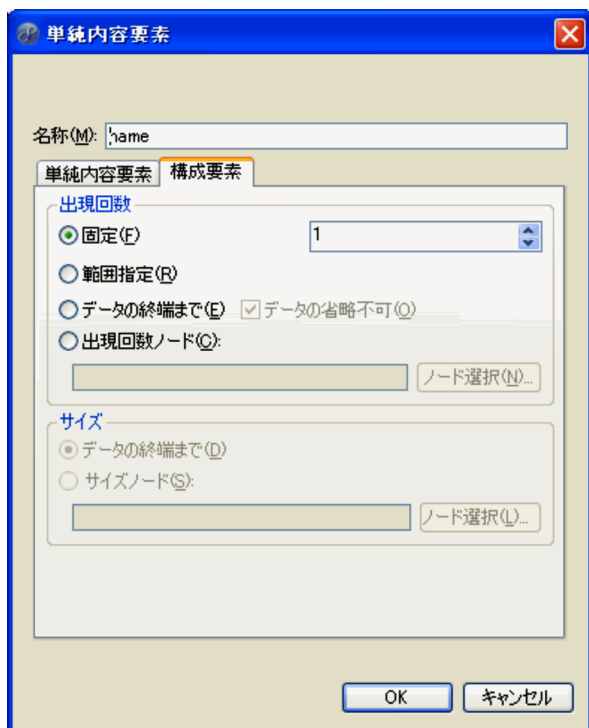 単純内容要素
名称(M): name
単純内容要素 構成要素
出現回数
固定(F) 1
範囲指定(R)
データの終端まで(E) データの省略不可(O)
出現回数ノード(C):
ノード選択(N)...
サイズ
データの終端まで(D)
サイズノード(S):
ノード選択(L)...
OK キャンセル